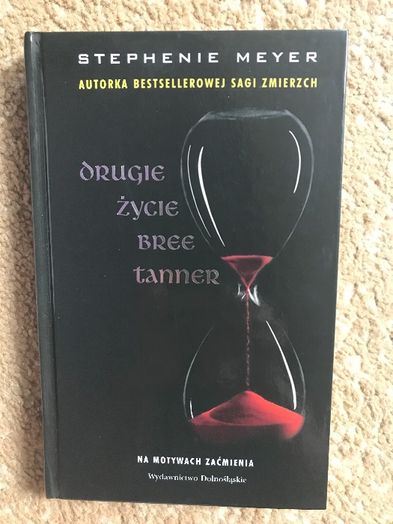 STEPHENIE MEYER
AUTORKA BESTSELLEROWEJ SAGI ZMIERZCH
DRUGIE
ŻYCIE
BREE
TANNER
NA MOTYWACH ZAĆMIENIA
Wydawnictwo Dolnośląskie